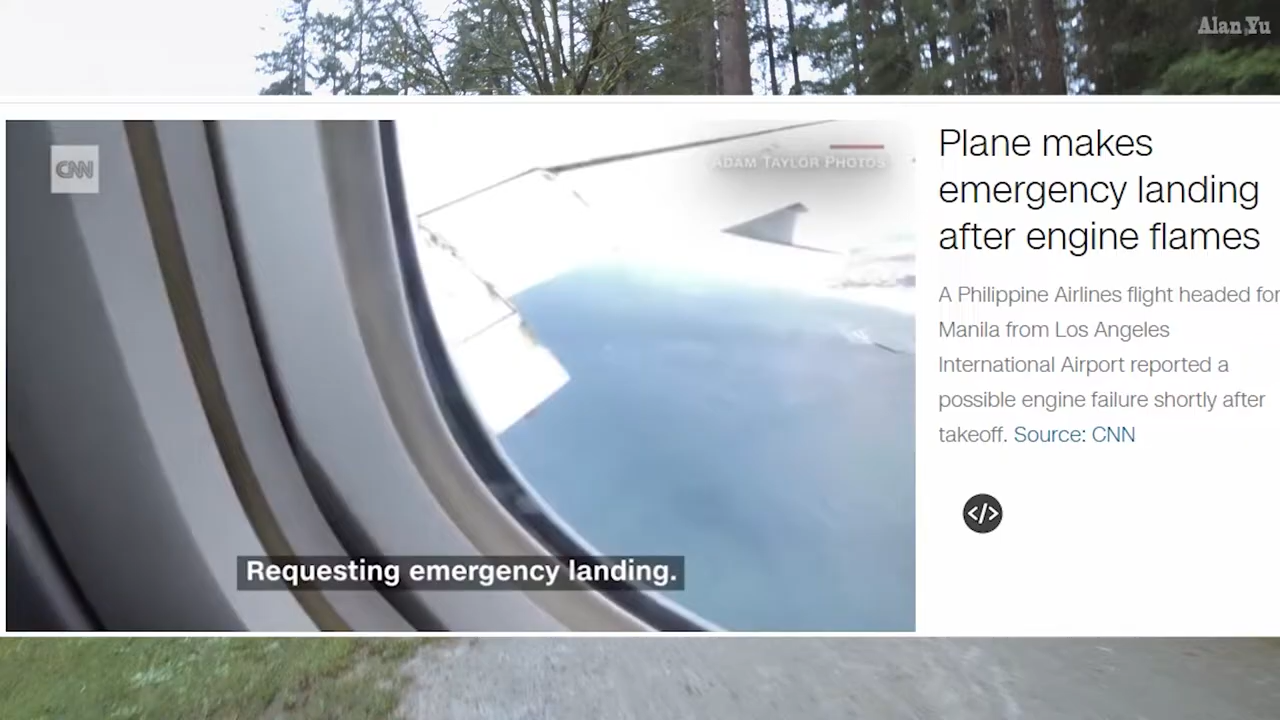 Alan Yu
CNN
ADAM TAYLOR PHOTOS
Plane makes
emergency landing
after engine flames
A Philippine Airlines flight headed for
Manila from Los Angeles
International Airport reported a
possible engine failure shortly after
takeoff. Source: CNN
</>
Requesting emergency landing.